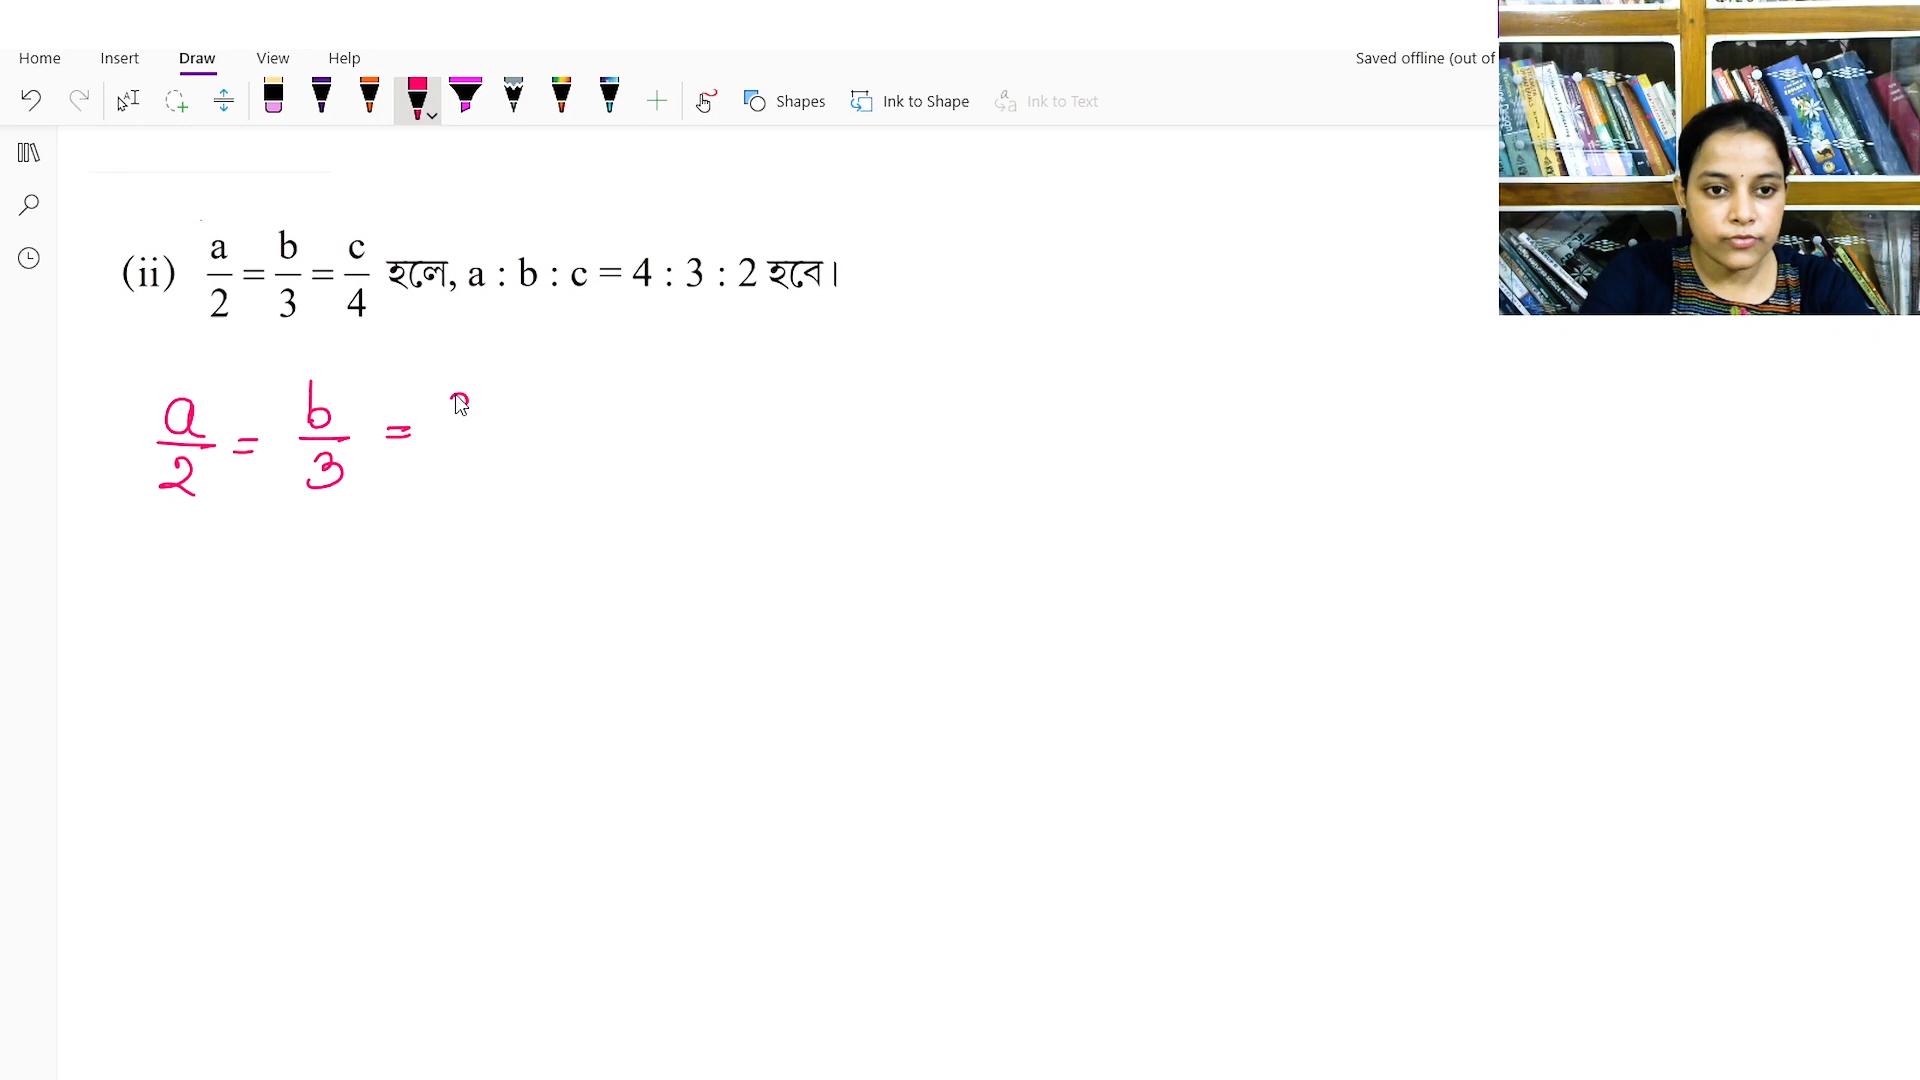 Home Insert Draw View Help Saved offline (out of
Shapes Ink to Shape Ink to Text
(ii) a/2 = b/3 = c/4 হলে, a : b : c = 4 : 3 : 2 হবে।
a/2 = b/3 =